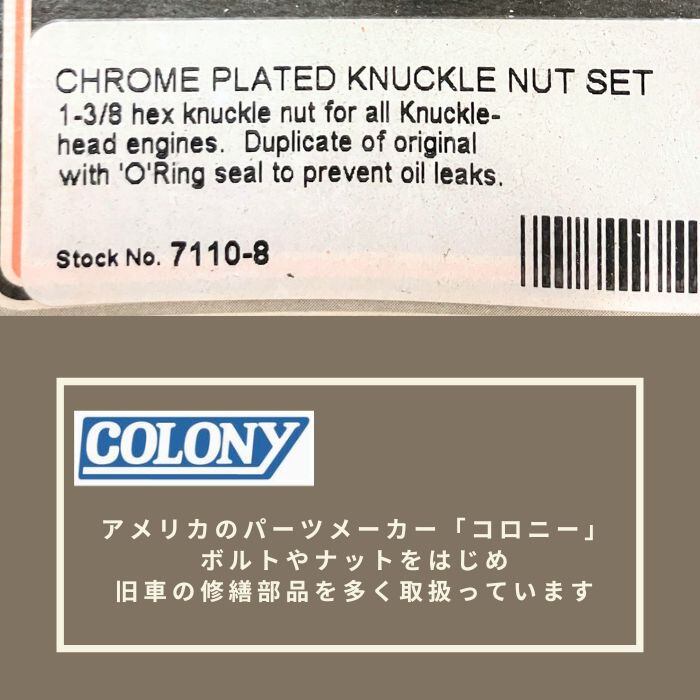 CHROME PLATED KNUCKLE NUT SET
1-3/8 hex knuckle nut for all Knuckle-
head engines.  Duplicate of original
with 'O'Ring seal to prevent oil leaks.
Stock No. 7110-8
COLONY
アメリカのパーツメーカー「コロニー」
ボルトやナットをはじめ
旧車の修繕部品を多く取扱っています